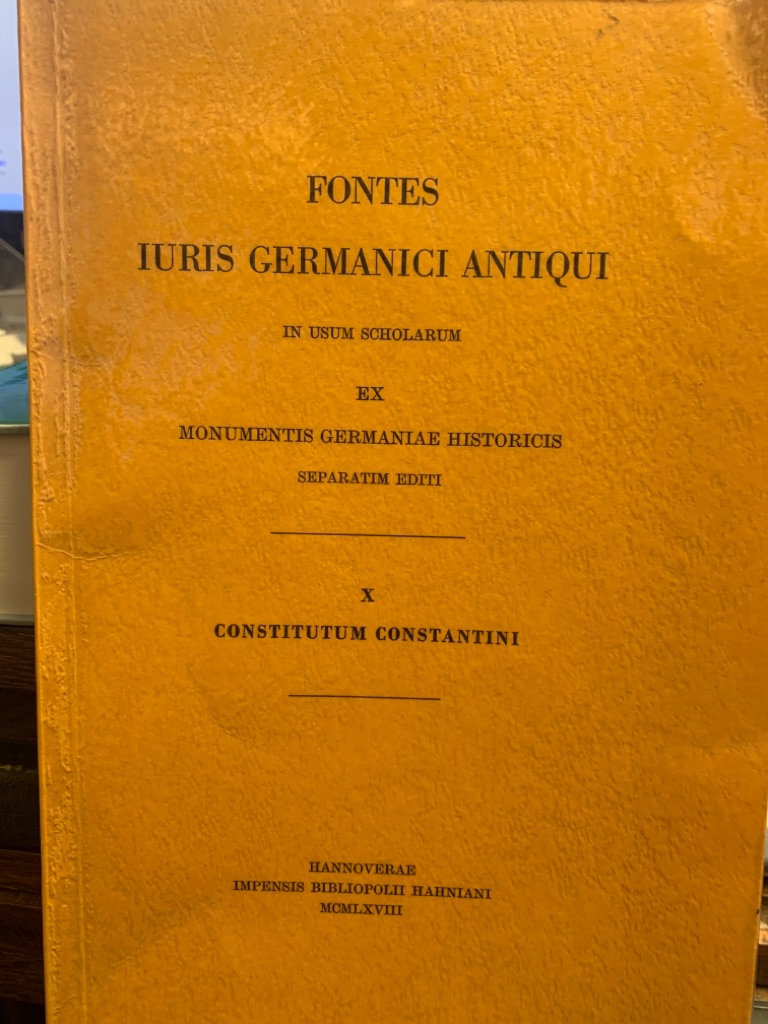 FONTES
IURIS GERMANICI ANTIQUI
IN USUM SCHOLARUM
EX
MONUMENTIS GERMANIAE HISTORICIS
SEPARATIM EDITI
X
CONSTITUTUM CONSTANTINI
HANNOVERAE
IMPENSIS BIBLIOPOLII HAHNIANI
MCMLXVIII